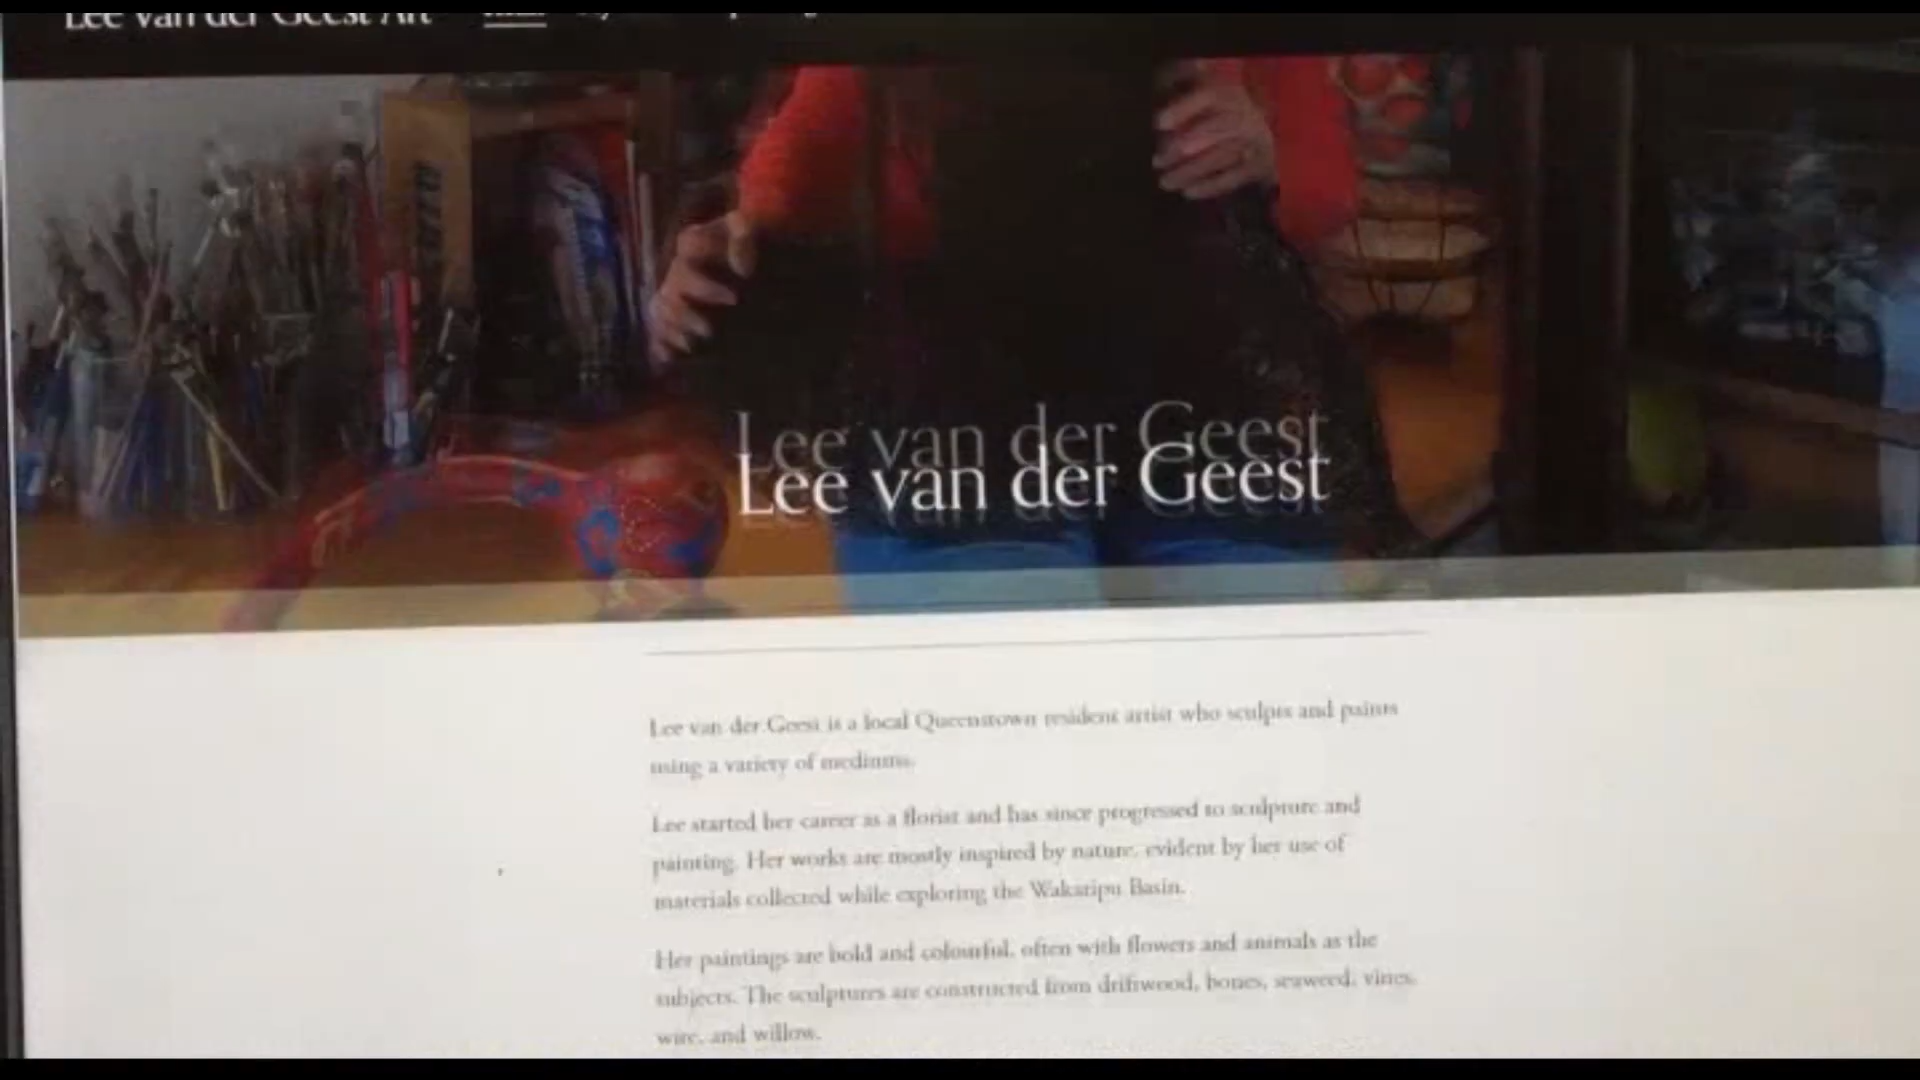 Lee van der Geest Art
Lee van der Geest
Lee van der Geest is a local Queenstown resident artist who sculpts and paints
using a variety of mediums.
Lee started her career as a florist and has since progressed to sculpture and
painting. Her works are mostly inspired by nature, evident by her use of
materials collected while exploring the Wakatipu Basin.
Her paintings are bold and colourful, often with flowers and animals as the
subjects. The sculptures are constructed from driftwood, bones, seaweed, vines,
wire, and willow.